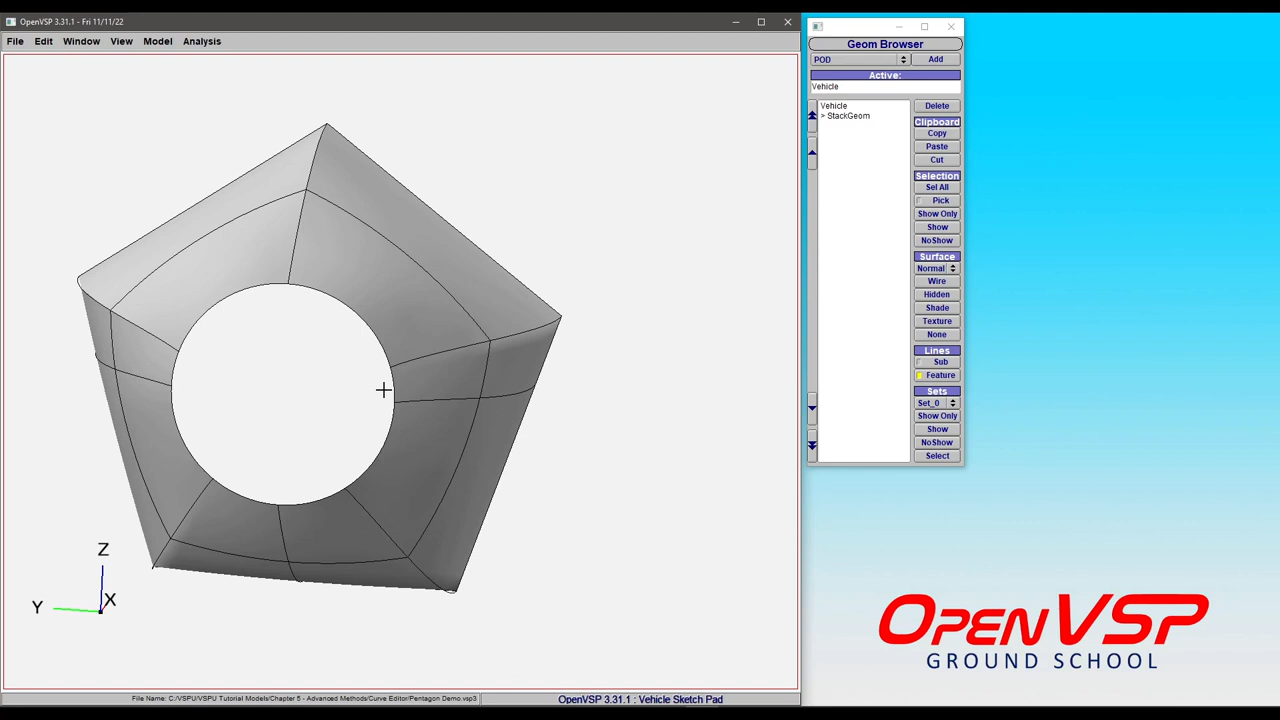 OpenVSP 3.31.1 - Fri 11/11/22
File Edit Window View Model Analysis
Z
Y
X
File Name: C:/VSPU/VSPU Tutorial Models/Chapter 5 - Advanced Methods/Curve Editor/Pentagon Demo.vsp3
OpenVSP 3.31.1 : Vehicle Sketch Pad
Geom Browser
POD Add
Active:
Vehicle
Vehicle
> StackGeom
Delete
Clipboard
Copy
Paste
Cut
Selection
Sel All
Pick
Show Only
Show
NoShow
Surface
Normal
Wire
Hidden
Shade
Texture
None
Lines
Sub
Feature
Sets
Set_0
Show Only
Show
NoShow
Select
OpenVSP
GROUND SCHOOL